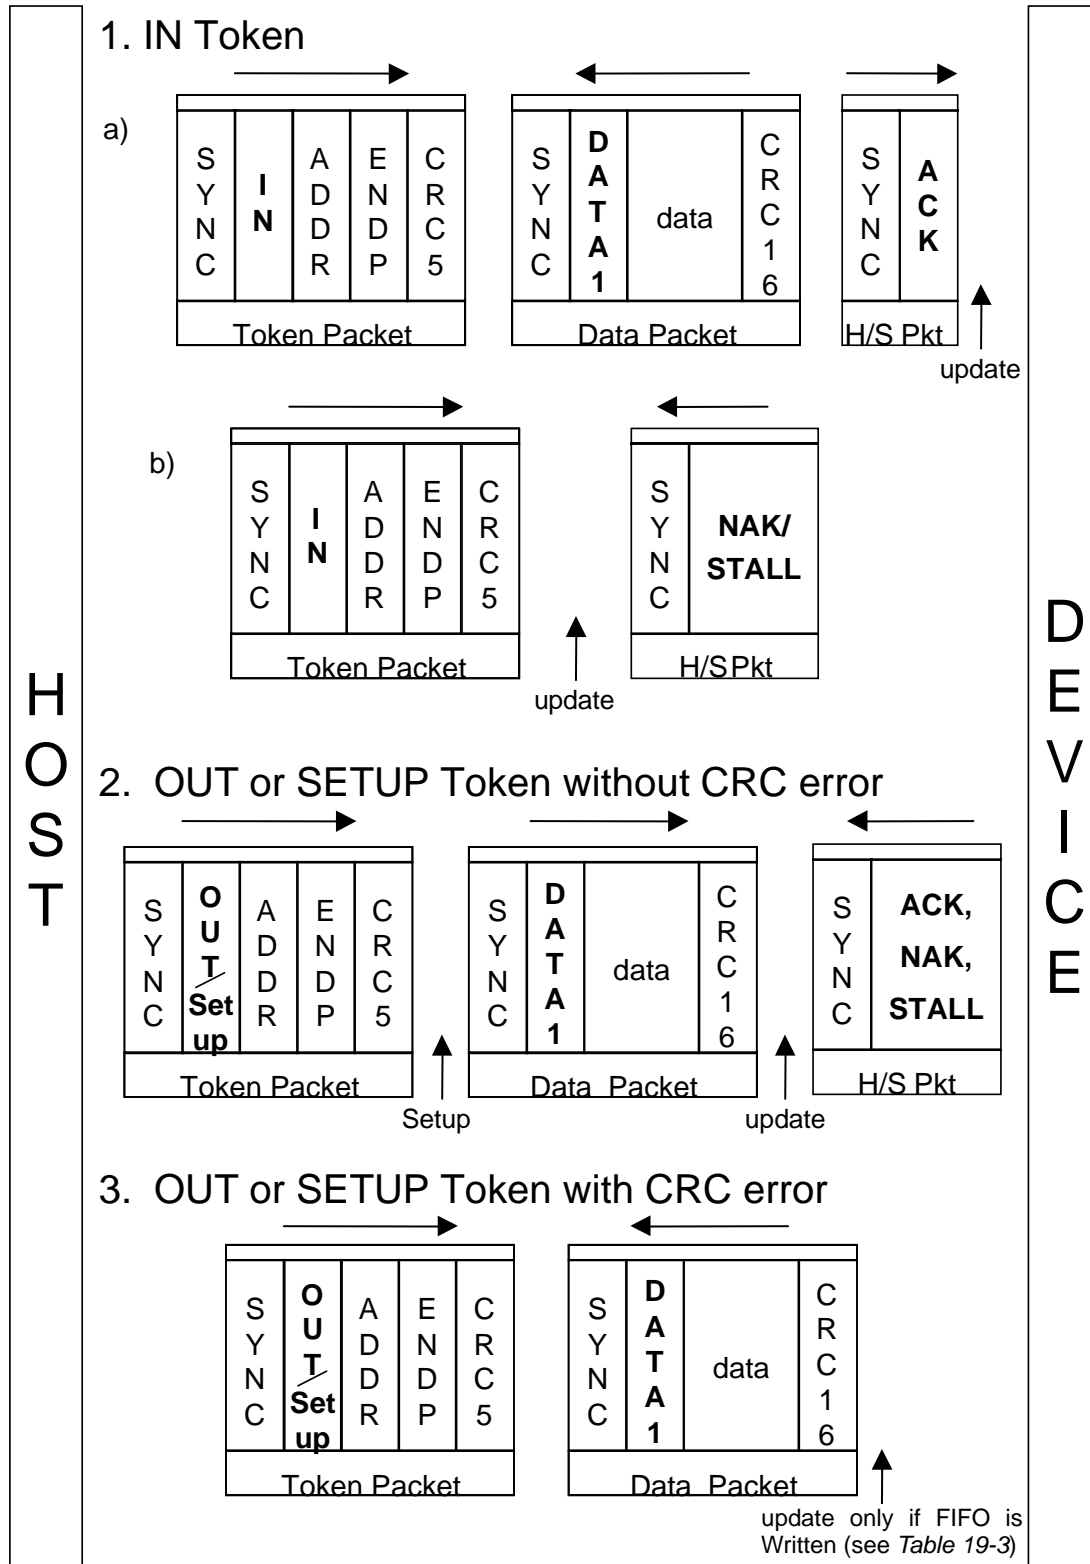 HOST
1. IN Token
a)
SYNC IN ADDR ENDP CRC5
Token Packet
SYNC DATA1 data CRC16
Data Packet
SYNC ACK
H/S Pkt
update
b)
SYNC IN ADDR ENDP CRC5
Token Packet
update
SYNC NAK/
STALL
H/S Pkt
2. OUT or SETUP Token without CRC error
SYNC OUT/Set up ADDR ENDP CRC5
Token Packet
Setup
SYNC DATA1 data CRC16
Data Packet
update
SYNC ACK,
NAK,
STALL
H/S Pkt
3. OUT or SETUP Token with CRC error
SYNC OUT/Set up ADDR ENDP CRC5
Token Packet
SYNC DATA1 data CRC16
Data Packet
update only if FIFO is
Written (see Table 19-3)
DEVICE